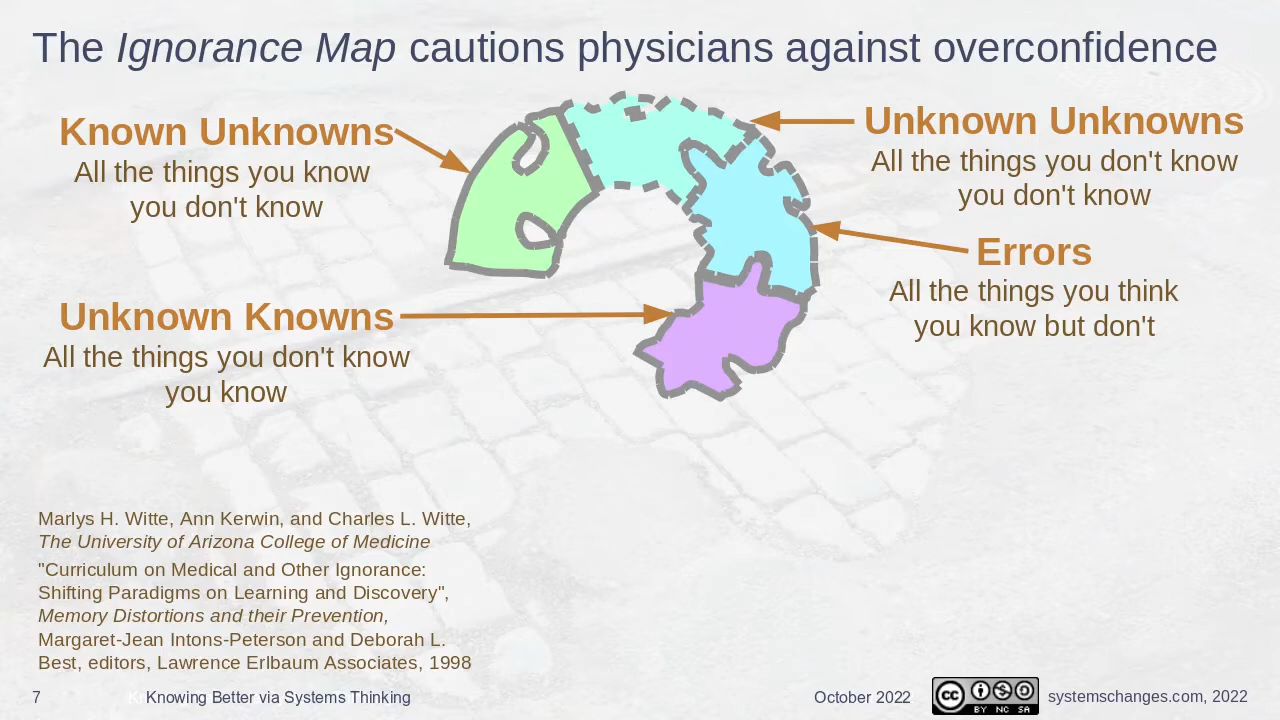 The Ignorance Map cautions physicians against overconfidence
Known Unknowns
All the things you know
you don't know
Unknown Unknowns
All the things you don't know
you don't know
Errors
All the things you think
you know but don't
Unknown Knowns
All the things you don't know
you know
Marlys H. Witte, Ann Kerwin, and Charles L. Witte,
The University of Arizona College of Medicine
"Curriculum on Medical and Other Ignorance:
Shifting Paradigms on Learning and Discovery",
Memory Distortions and their Prevention,
Margaret-Jean Intons-Peterson and Deborah L.
Best, editors, Lawrence Erlbaum Associates, 1998
7
Knowing Better via Systems Thinking
October 2022
cc
BY NC SA
systemschanges.com, 2022